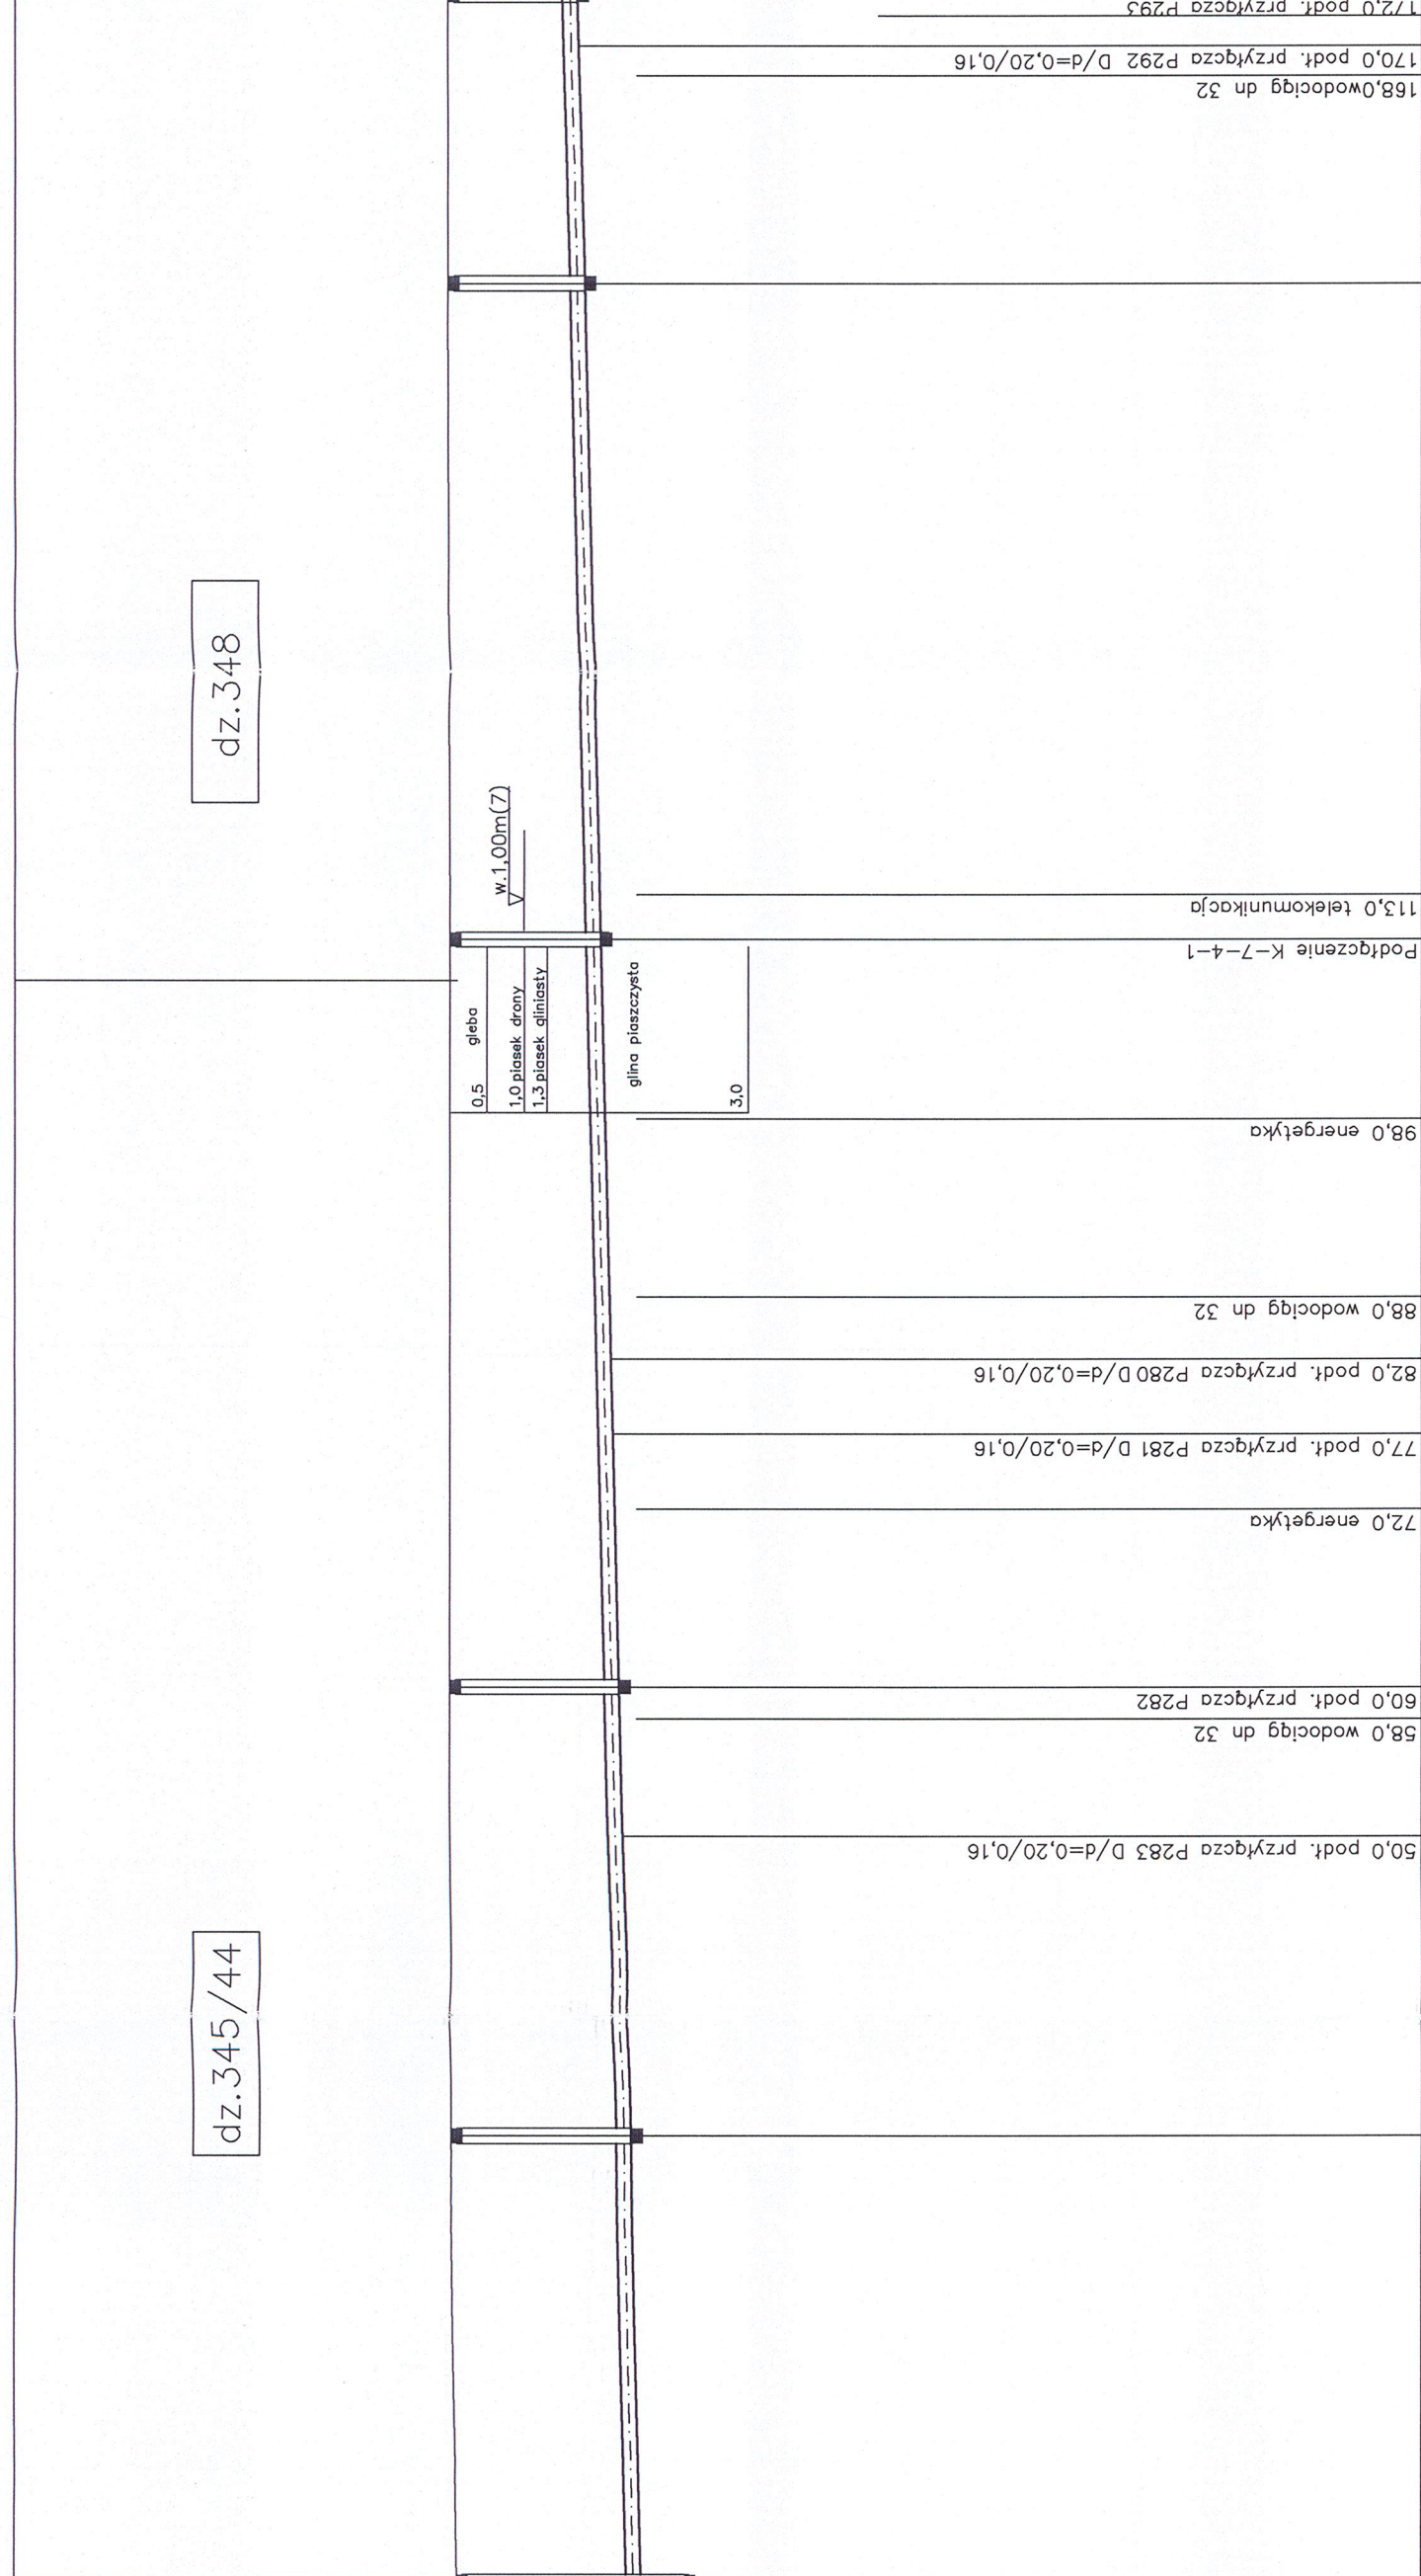 172,0 podł. przyłącza P293
170,0 podł. przyłącza P292 D/d=0,20/0,16
168,0wodociąg dn 32
dz.348
w.1,00m(7)
113,0 telekomunikacja
Podłączenie K-7-4-1
0,5 gleba
1,0 piasek drony
1,3 piasek gliniasty
glina piaszczysta
3,0
98,0 energetyka
88,0 wodociąg dn 32
82,0 podł. przyłącza P280 D/d=0,20/0,16
77,0 podł. przyłącza P281 D/d=0,20/0,16
72,0 energetyka
60,0 podł. przyłącza P282
58,0 wodociąg dn 32
50,0 podł. przyłącza P283 D/d=0,20/0,16
dz.345/44